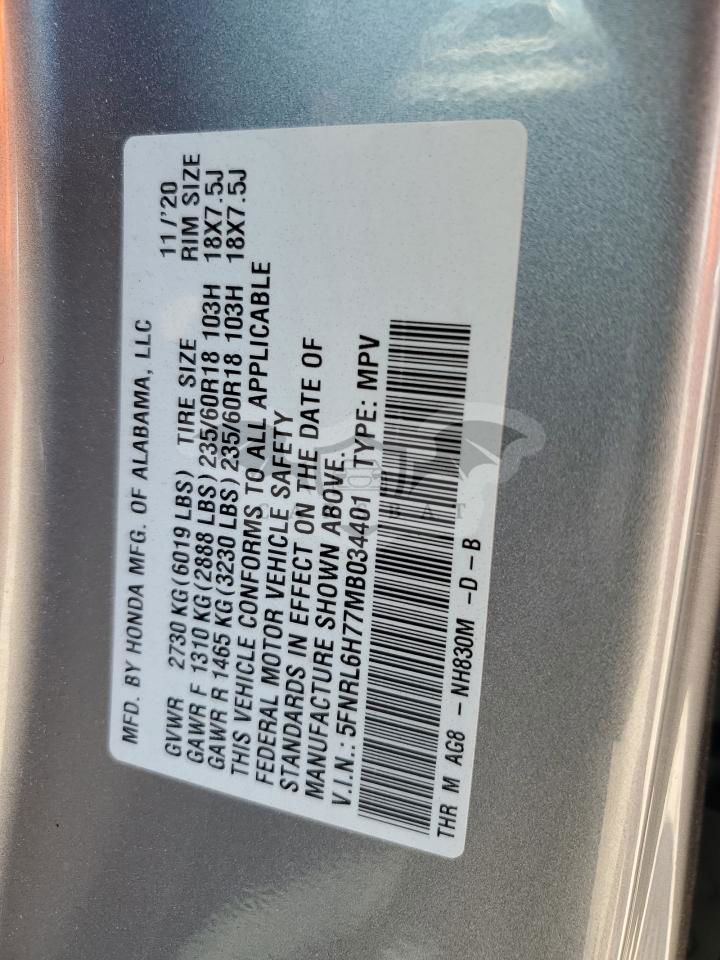 MFD. BY HONDA MFG. OF ALABAMA, LLC 11/'20
GVWR 2730 KG(6019 LBS) TIRE SIZE RIM SIZE
GAWR F 1310 KG(2888 LBS)235/60R18 103H 18X7.5J
GAWR R 1465 KG(3230 LBS)235/60R18 103H 18X7.5J
THIS VEHICLE CONFORMS TO ALL APPLICABLE
FEDERAL MOTOR VEHICLE SAFETY
STANDARDS IN EFFECT ON THE DATE OF
MANUFACTURE SHOWN ABOVE.
V.I.N.:5FNRL6H77MB034401 TYPE: MPV
THR M AG8 -NH830M -D-B